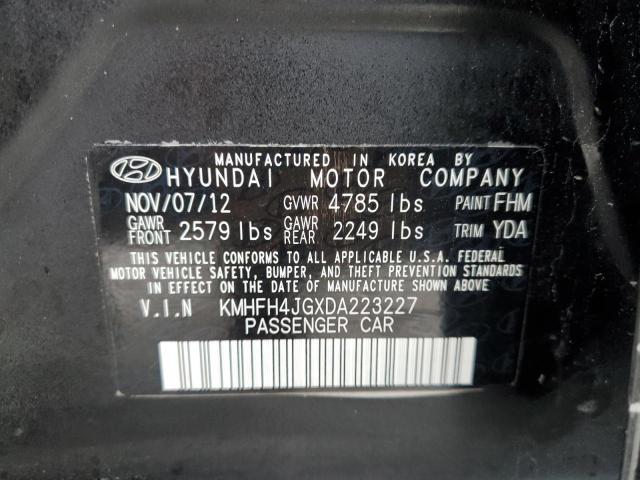 MANUFACTURED IN KOREA BY
HYUNDAI MOTOR COMPANY
NOV/07/12 GVWR 4785 lbs PAINT FHM
GAWR FRONT 2579 lbs GAWR REAR 2249 lbs TRIM YDA
THIS VEHICLE CONFORMS TO ALL APPLICABLE U.S.A. FEDERAL
MOTOR VEHICLE SAFETY, BUMPER, AND THEFT PREVENTION STANDARDS
IN EFFECT ON THE DATE OF MANUFACTURE SHOWN ABOVE.
V.I.N KMHFH4JGXDA223227
PASSENGER CAR